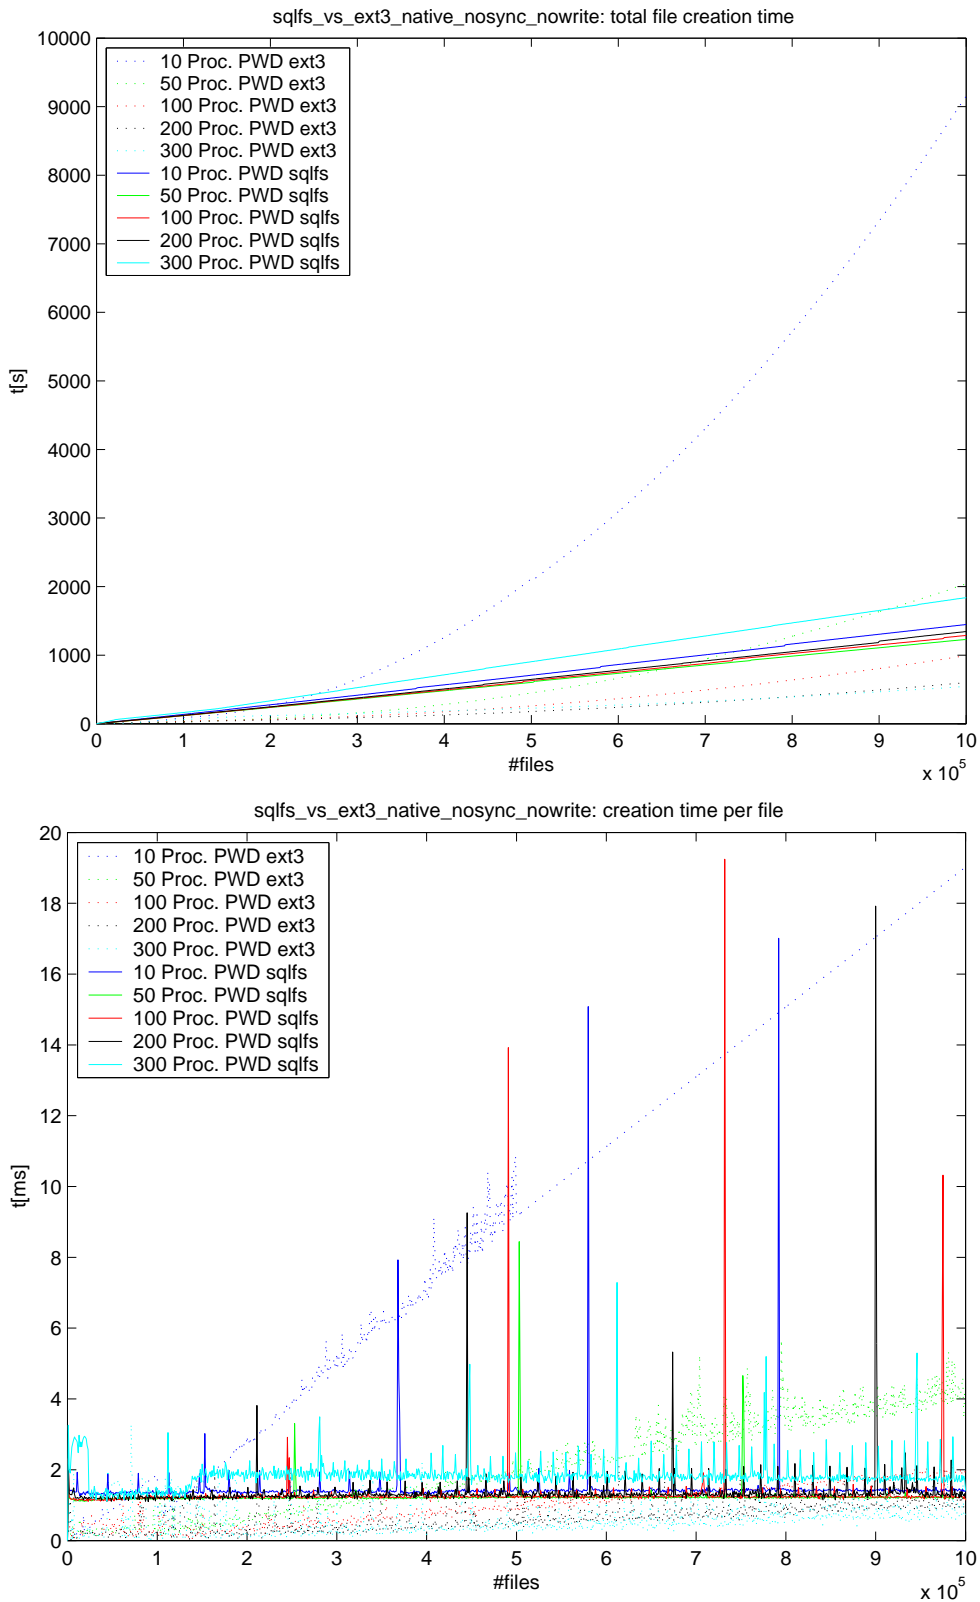 sqlfs_vs_ext3_native_nosync_nowrite: total file creation time
10000
9000
8000
7000
6000
5000
4000
3000
2000
1000
0
t[s]
10 Proc. PWD ext3
50 Proc. PWD ext3
100 Proc. PWD ext3
200 Proc. PWD ext3
300 Proc. PWD ext3
10 Proc. PWD sqlfs
50 Proc. PWD sqlfs
100 Proc. PWD sqlfs
200 Proc. PWD sqlfs
300 Proc. PWD sqlfs
0 1 2 3 4 5 6 7 8 9 10
#files
x 10^5
sqlfs_vs_ext3_native_nosync_nowrite: creation time per file
20
18
16
14
12
10
8
6
4
2
0
t[ms]
10 Proc. PWD ext3
50 Proc. PWD ext3
100 Proc. PWD ext3
200 Proc. PWD ext3
300 Proc. PWD ext3
10 Proc. PWD sqlfs
50 Proc. PWD sqlfs
100 Proc. PWD sqlfs
200 Proc. PWD sqlfs
300 Proc. PWD sqlfs
0 1 2 3 4 5 6 7 8 9 10
#files
x 10^5